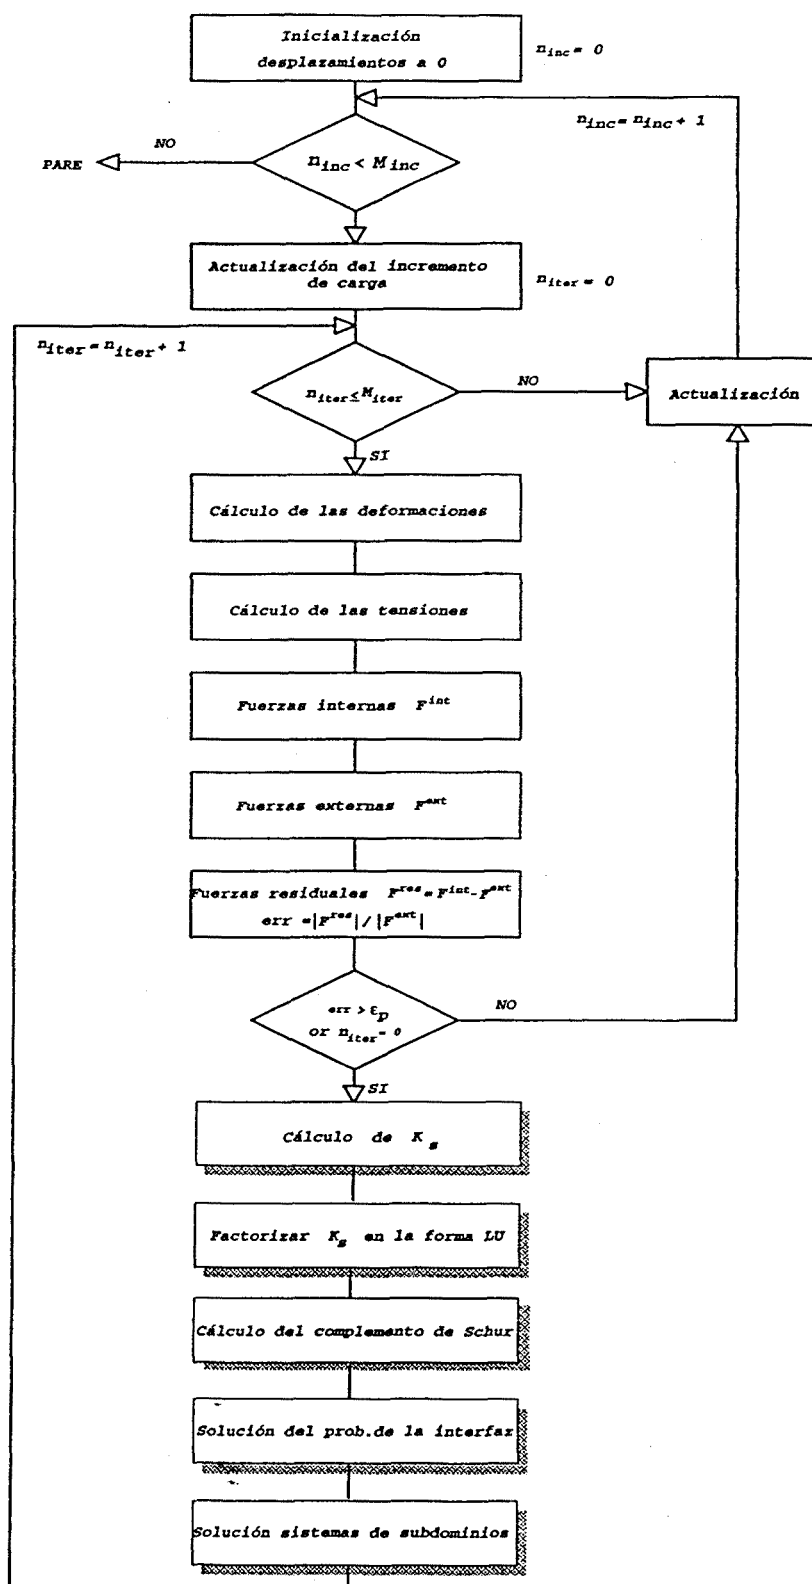 Inicialización
desplazamientos a 0
n_inc = 0
n_inc = n_inc + 1
NO
PARE
n_inc < M_inc
Actualización del incremento
de carga
n_iter = 0
n_iter = n_iter + 1
n_iter ≤ M_iter
NO
Actualización
SI
Cálculo de las deformaciones
Cálculo de las tensiones
Fuerzas internas F^int
Fuerzas externas F^ext
Fuerzas residuales F^res = F^int - F^ext
err = |F^res| / |F^ext|
err > ε_p
or n_iter = 0
NO
SI
Cálculo de K_s
Factorizar K_s en la forma LU
Cálculo del complemento de Schur
Solución del prob.de la interfaz
Solución sistemas de subdominios